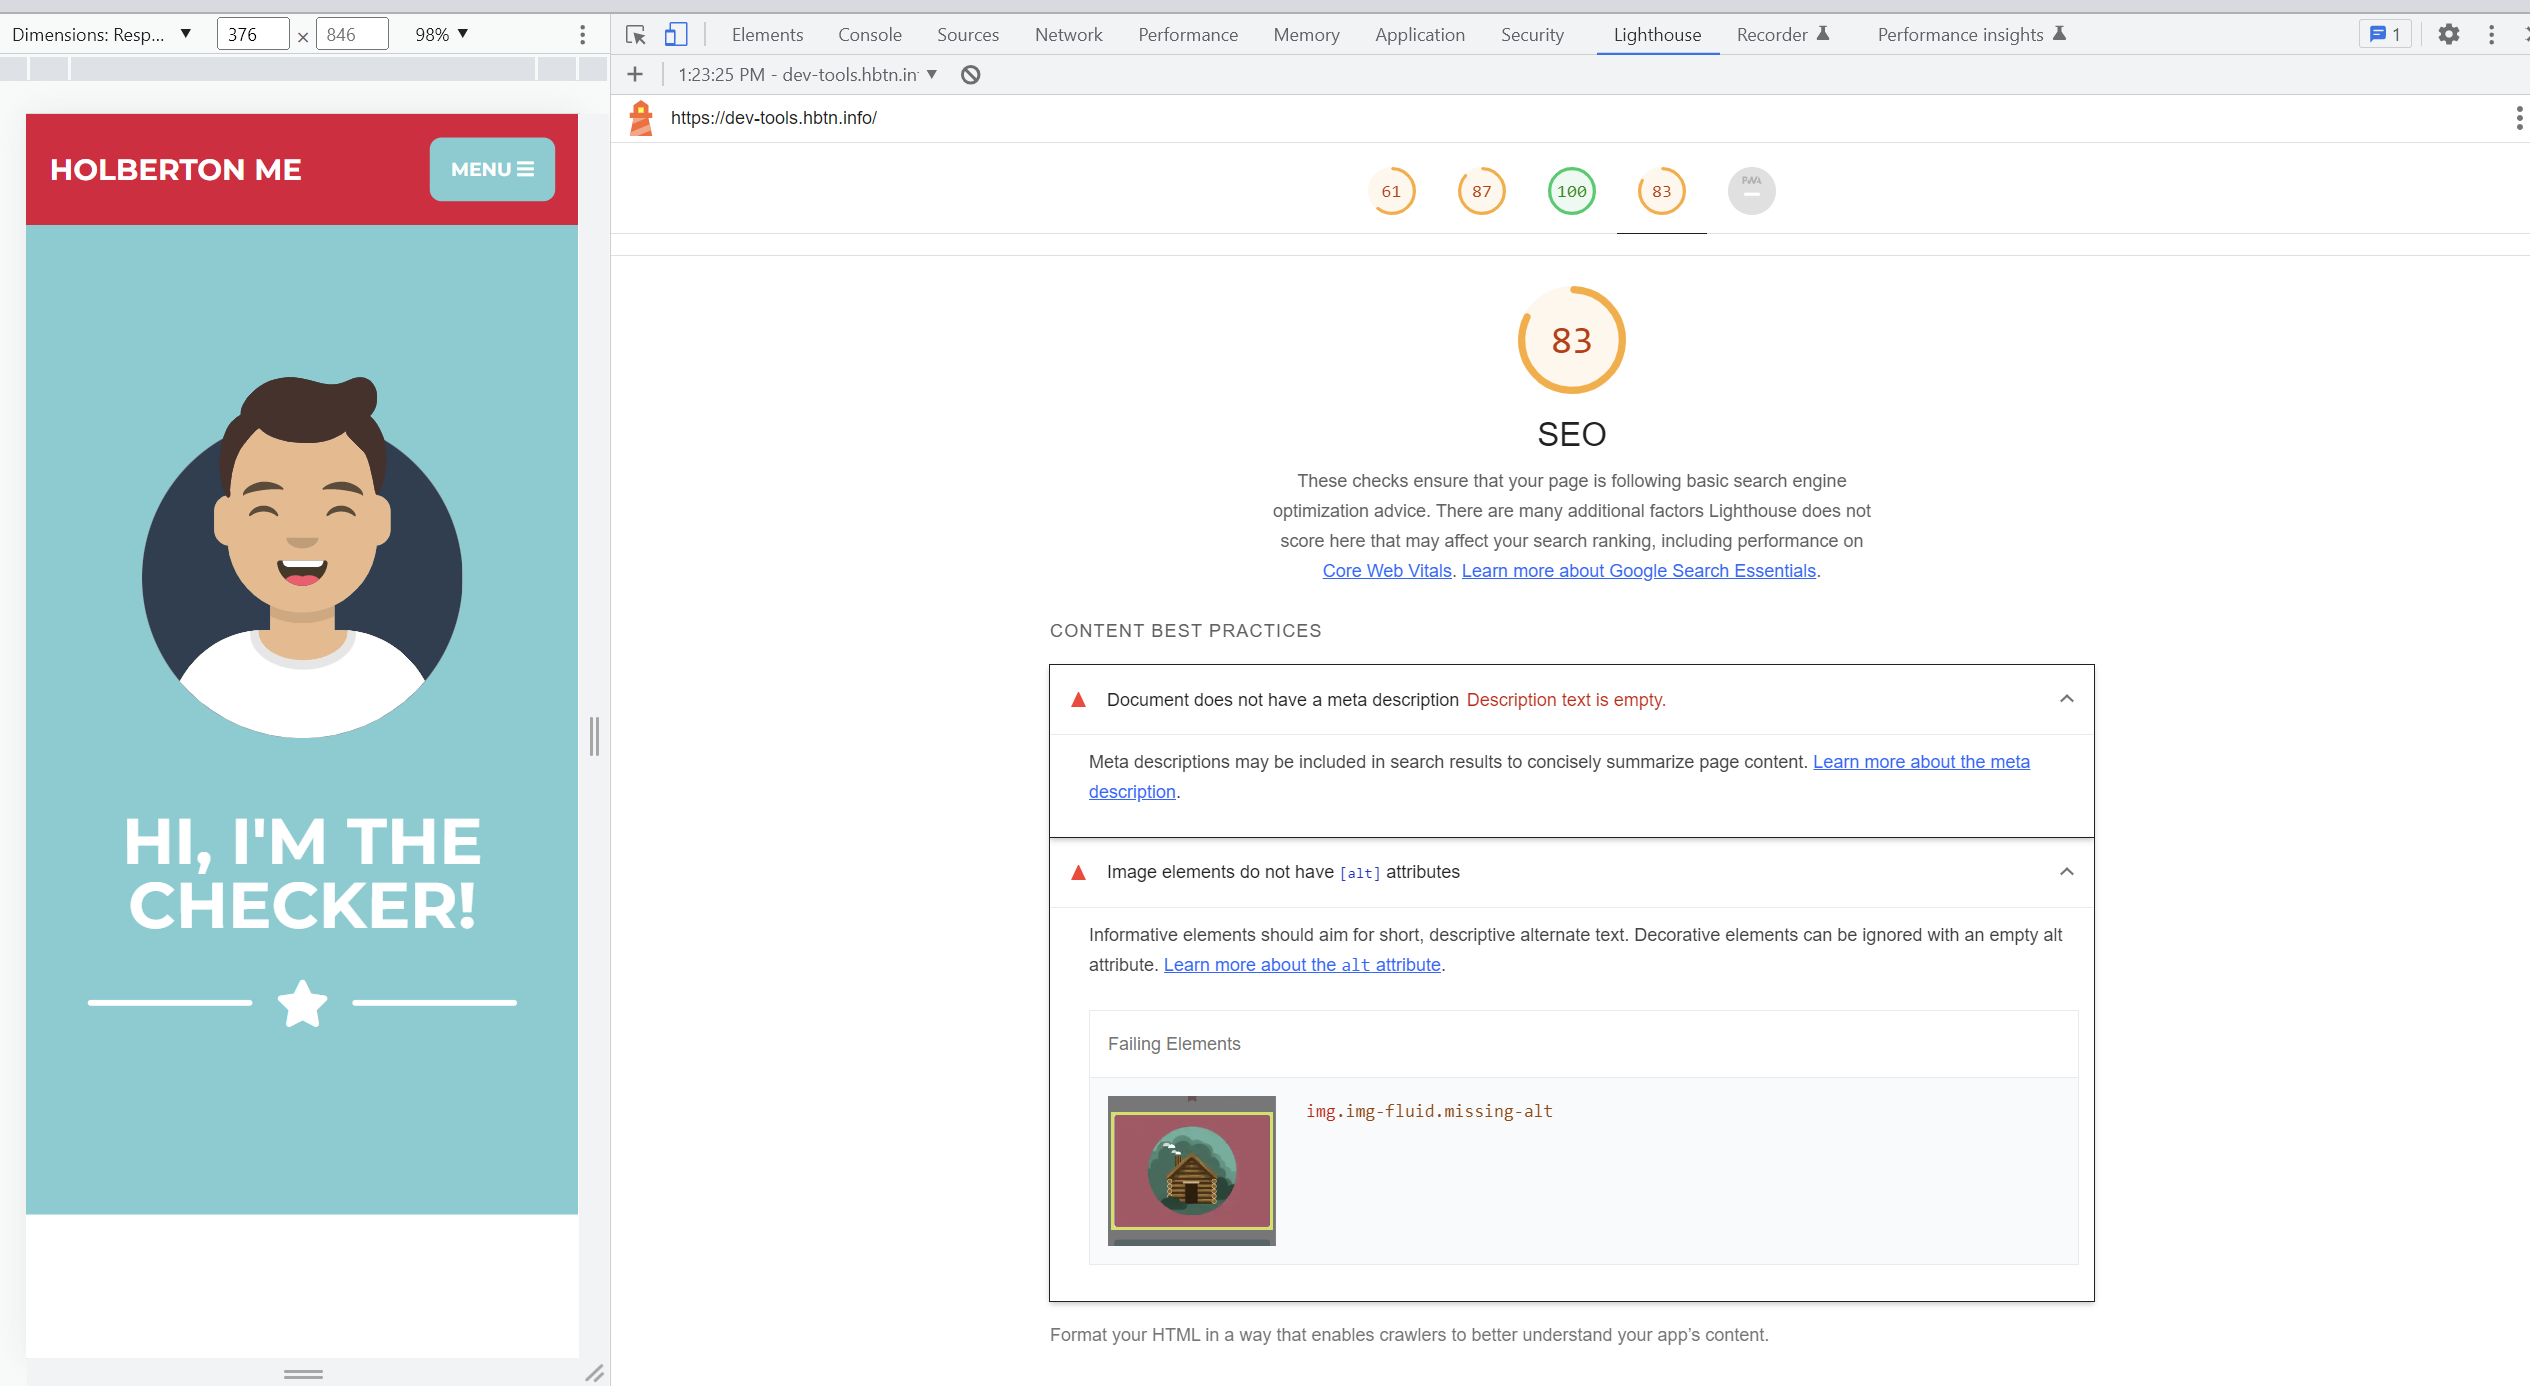 Dimensions: Resp... ▼ 376 × 846 98% ▼
Elements Console Sources Network Performance Memory Application Security Lighthouse Recorder Performance insights 1
1:23:25 PM - dev-tools.hbtn.in ▼
https://dev-tools.hbtn.info/
61 87 100 83 PWA
HOLBERTON ME
MENU
HI, I'M THE
CHECKER!
83
SEO
These checks ensure that your page is following basic search engine
optimization advice. There are many additional factors Lighthouse does not
score here that may affect your search ranking, including performance on
Core Web Vitals. Learn more about Google Search Essentials.
CONTENT BEST PRACTICES
Document does not have a meta description Description text is empty.
Meta descriptions may be included in search results to concisely summarize page content. Learn more about the meta
description.
Image elements do not have [alt] attributes
Informative elements should aim for short, descriptive alternate text. Decorative elements can be ignored with an empty alt
attribute. Learn more about the alt attribute.
Failing Elements
img.img-fluid.missing-alt
Format your HTML in a way that enables crawlers to better understand your app’s content.